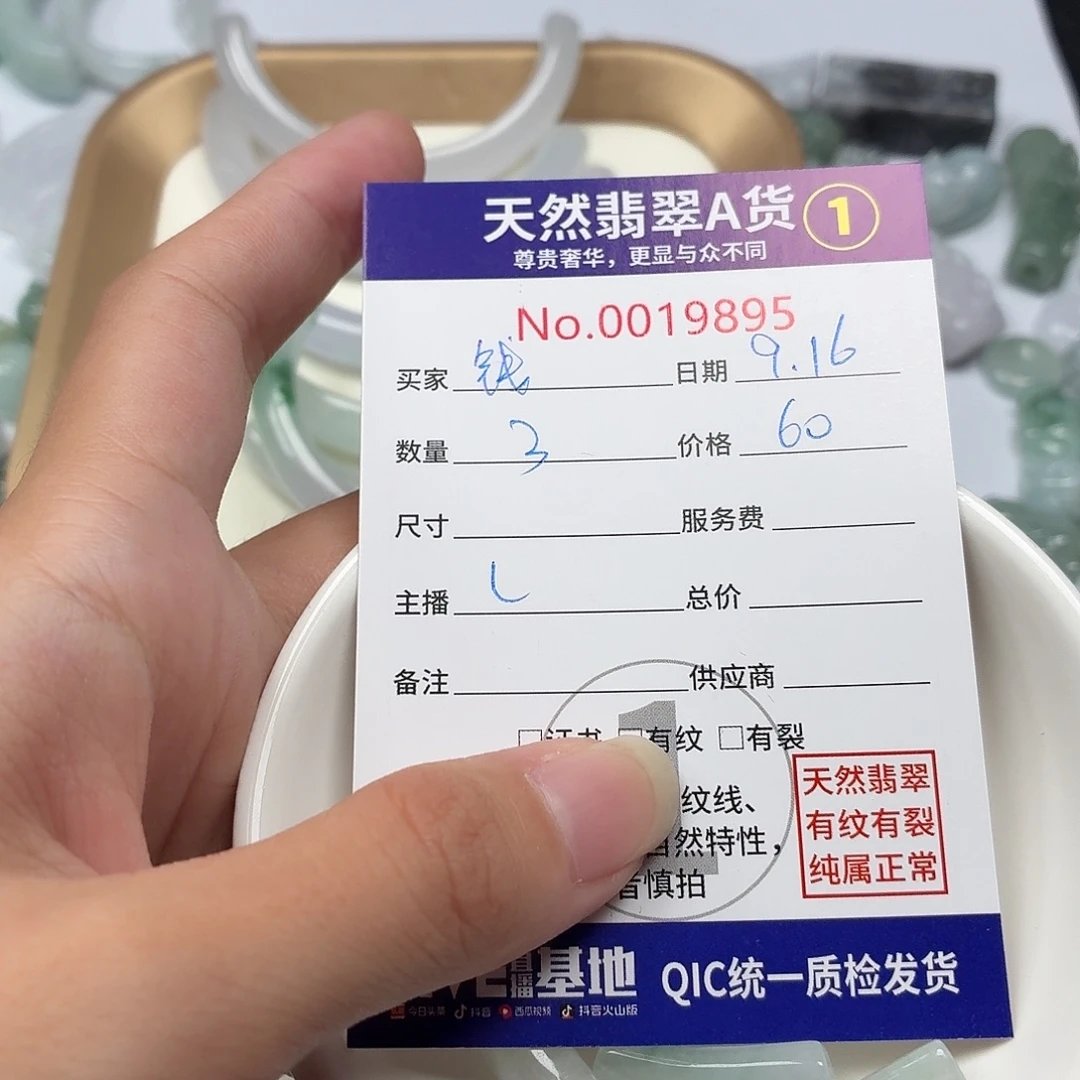 天然翡翠A货 1
尊贵奢华，更显与众不同
No.0019895
买家 钱 日期 9.16
数量 3 价格 60
尺寸 服务费
主播 L 总价
备注 供应商
有纹 □有裂
纹线、
自然特性，
者慎拍
天然翡翠
有纹有裂
纯属正常
直播基地 QIC统一质检发货
今日头条 抖音 西瓜视频 抖音火山版